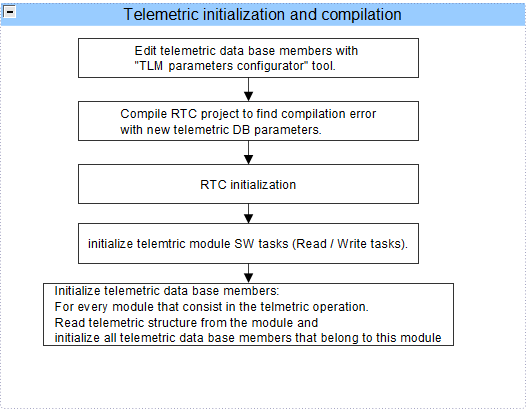 Telemetric initialization and compilation
Edit telemetric data base members with
"TLM parameters configurator" tool.
Compile RTC project to find compilation error
with new telemetric DB parameters.
RTC initialization
initialize telemtric module SW tasks (Read / Write tasks).
Initialize telemetric data base members:
For every module that consist in the telmetric operation.
Read telemetric structure from the module and
initialize all telemetric data base members that belong to this module